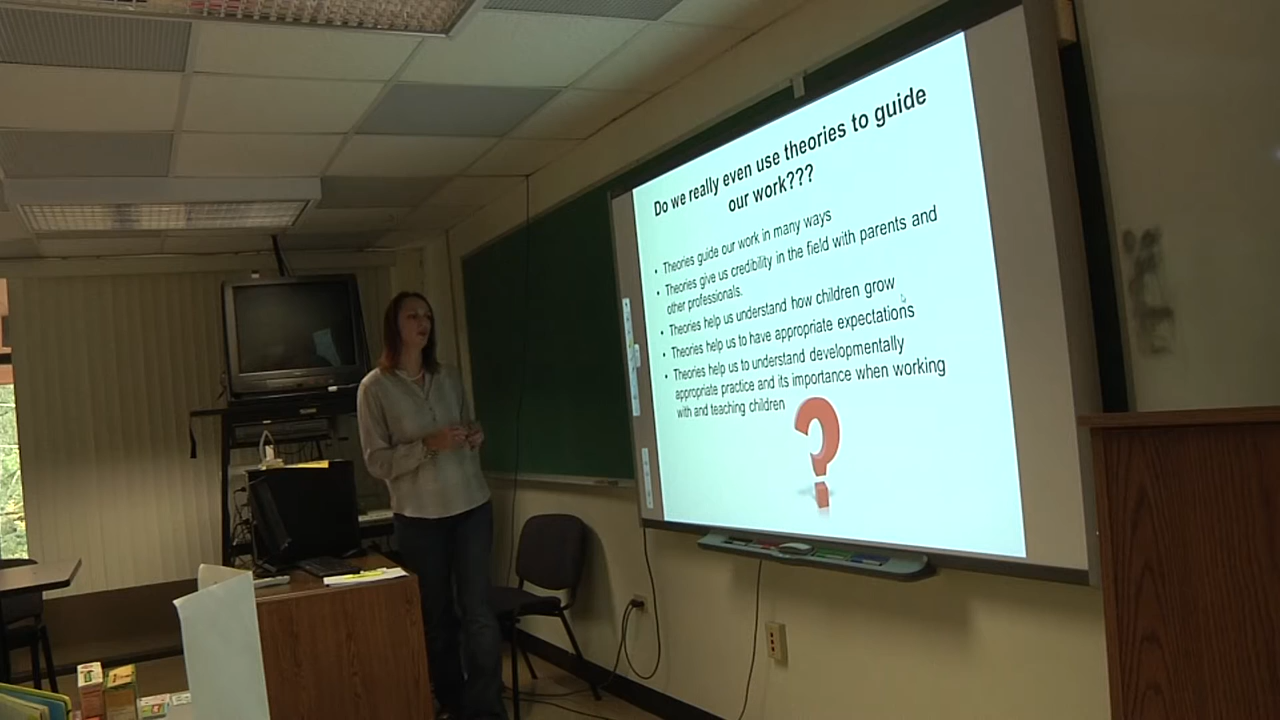 Do we really even use theories to guide
our work???
• Theories guide our work in many ways
• Theories give us credibility in the field with parents and
other professionals.
• Theories help us understand how children grow
• Theories help us to have appropriate expectations
• Theories help us to understand developmentally
appropriate practice and its importance when working
with and teaching children
?